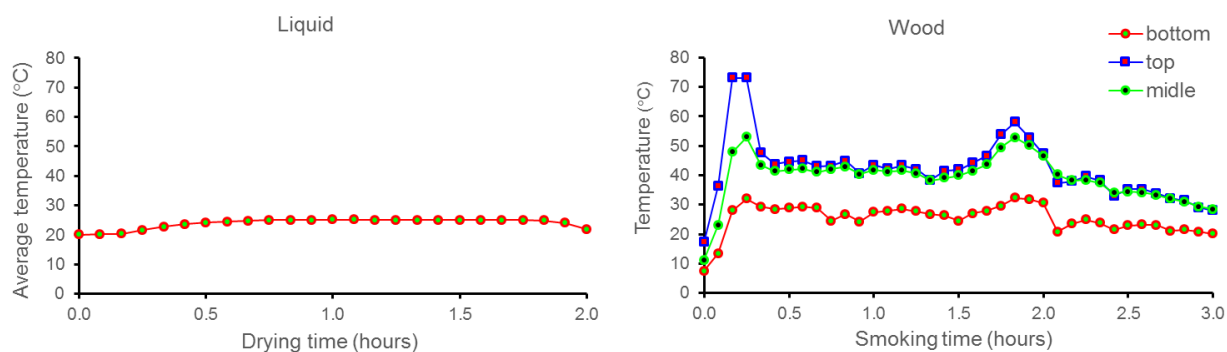 Liquid
Average temperature (°C)
80
70
60
50
40
30
20
10
0
0.0 0.5 1.0 1.5 2.0
Drying time (hours)
Wood
bottom
top
midle
Temperature (°C)
80
70
60
50
40
30
20
10
0
0.0 0.5 1.0 1.5 2.0 2.5 3.0
Smoking time (hours)